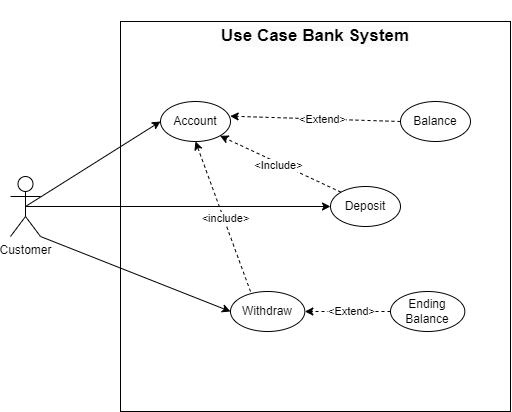 Use Case Bank System
Account
<Extend>
Balance
<Include>
Deposit
<include>
Customer
Withdraw
<Extend>
Ending
Balance